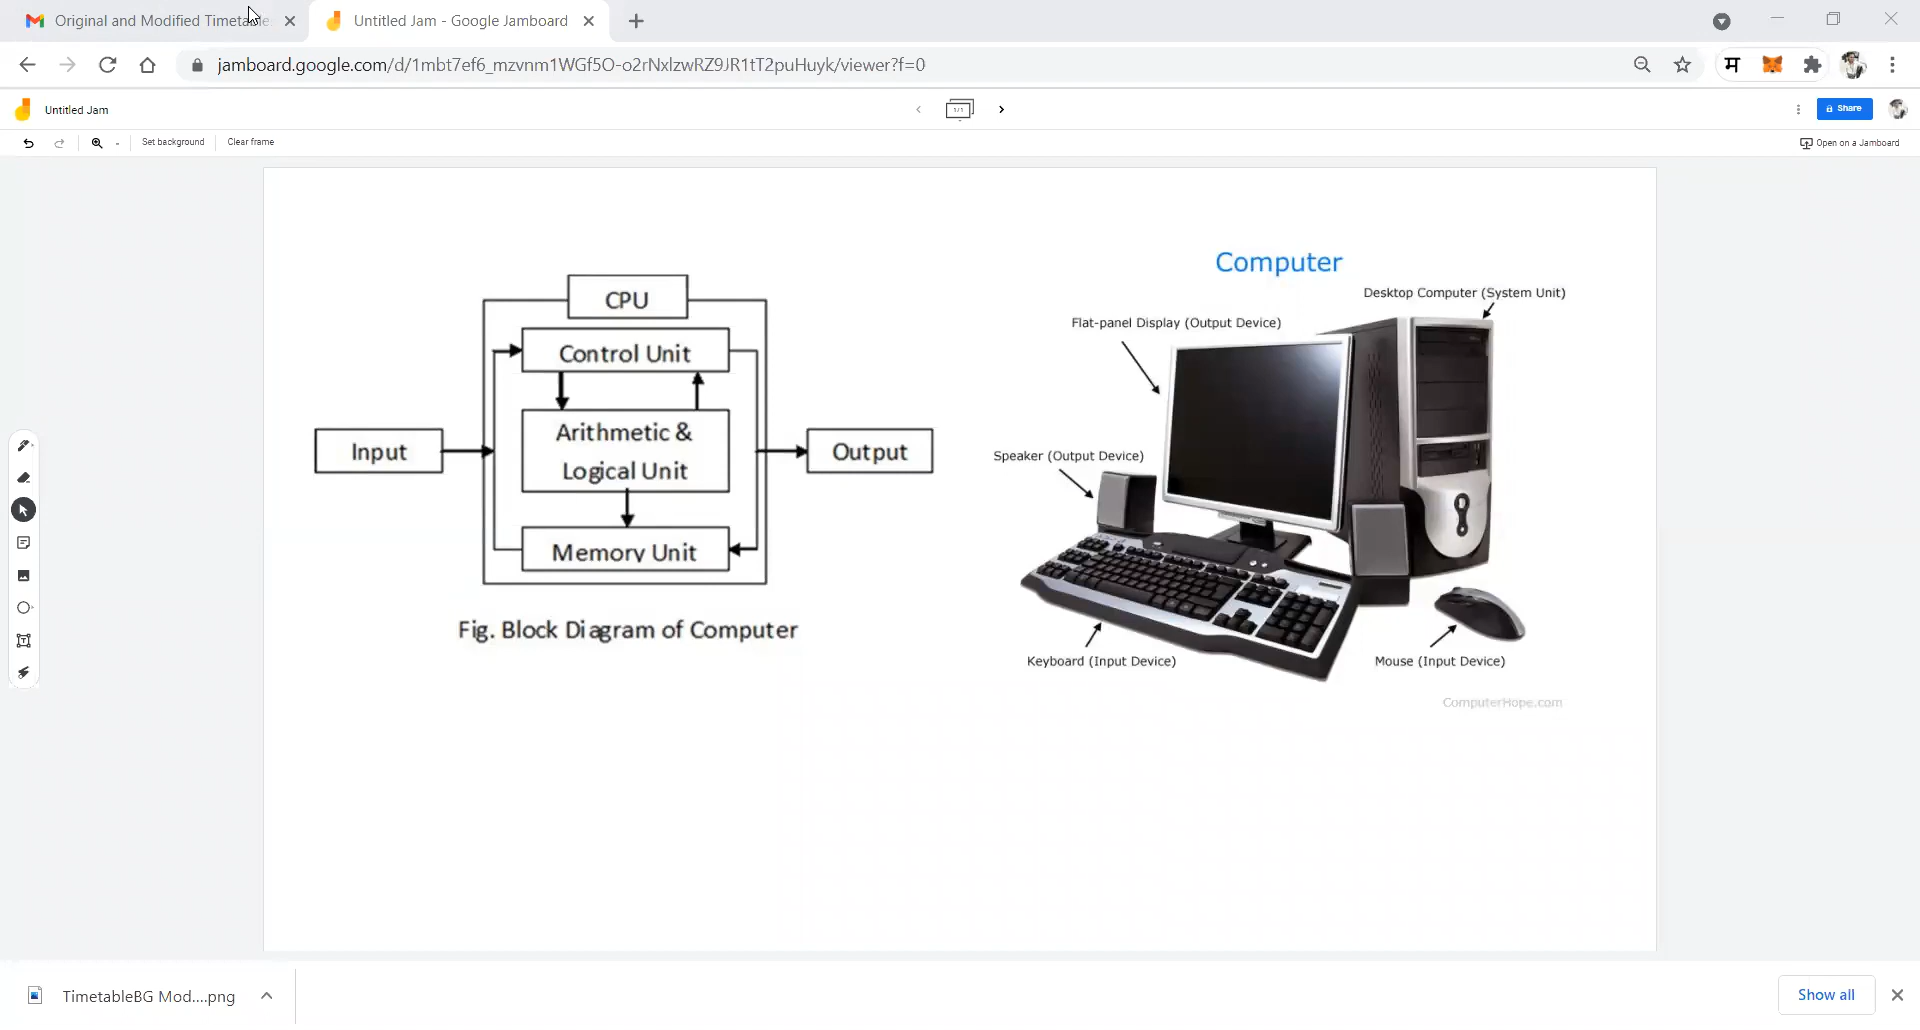 Original and Modified Timetable
Untitled Jam - Google Jamboard
jamboard.google.com/d/1mbt7ef6_mzvnm1WGf5O-o2rNxlzwRZ9JR1tT2puHuyk/viewer?f=0
म
Untitled Jam
1/1
Share
Set background
Clear frame
Open on a Jamboard
CPU
Control Unit
Arithmetic &
Logical Unit
Memory Unit
Input
Output
Fig. Block Diagram of Computer
Computer
Desktop Computer (System Unit)
Flat-panel Display (Output Device)
Speaker (Output Device)
Keyboard (Input Device)
Mouse (Input Device)
ComputerHope.com
TimetableBG Mod....png
Show all